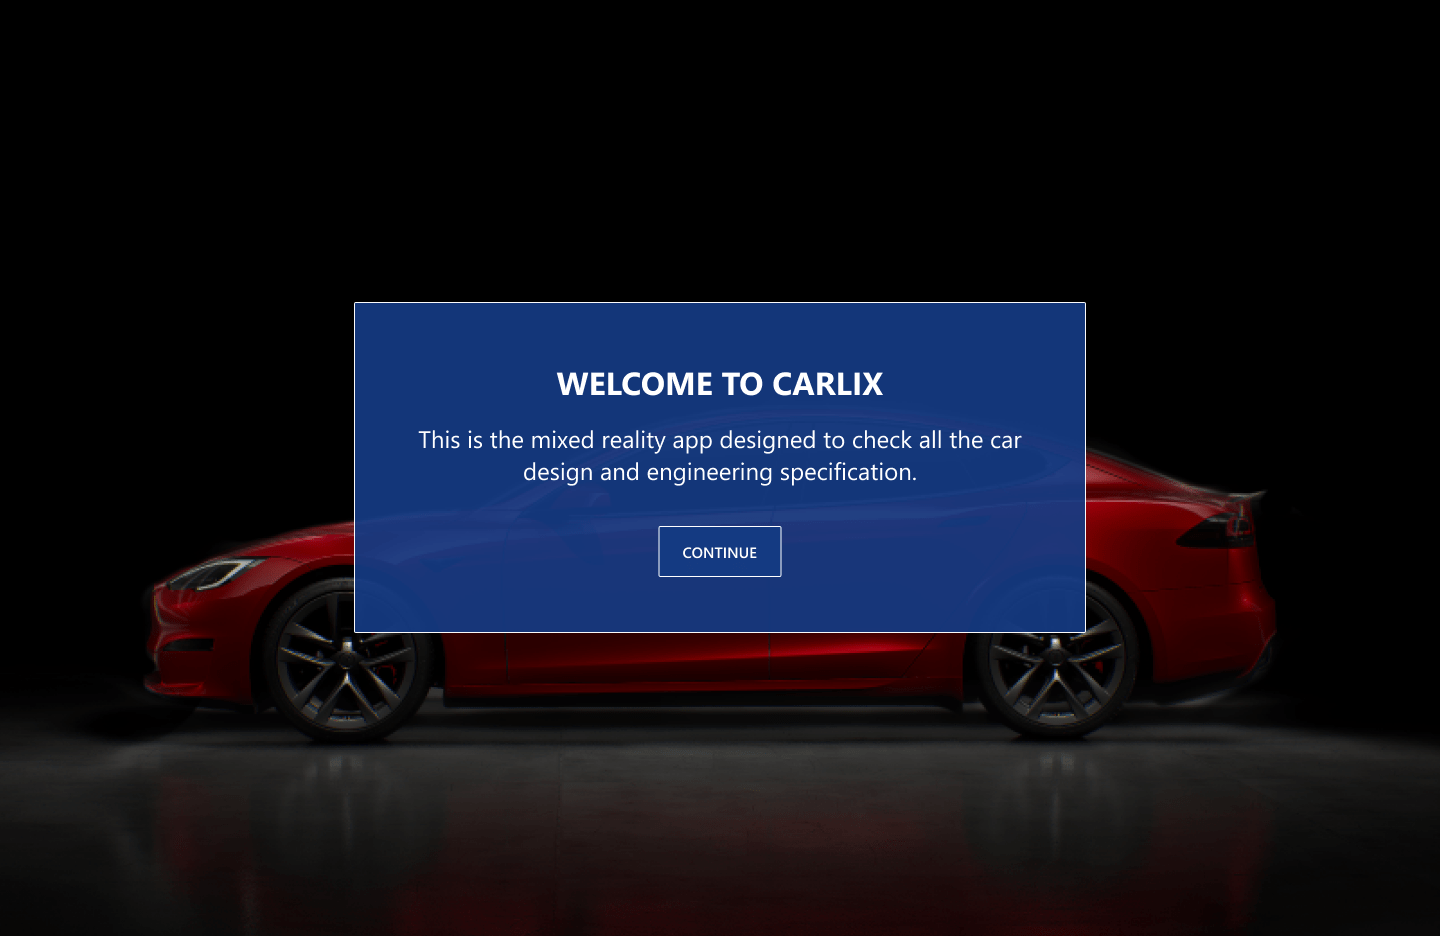 WELCOME TO CARLIX
This is the mixed reality app designed to check all the car
design and engineering specification.
CONTINUE